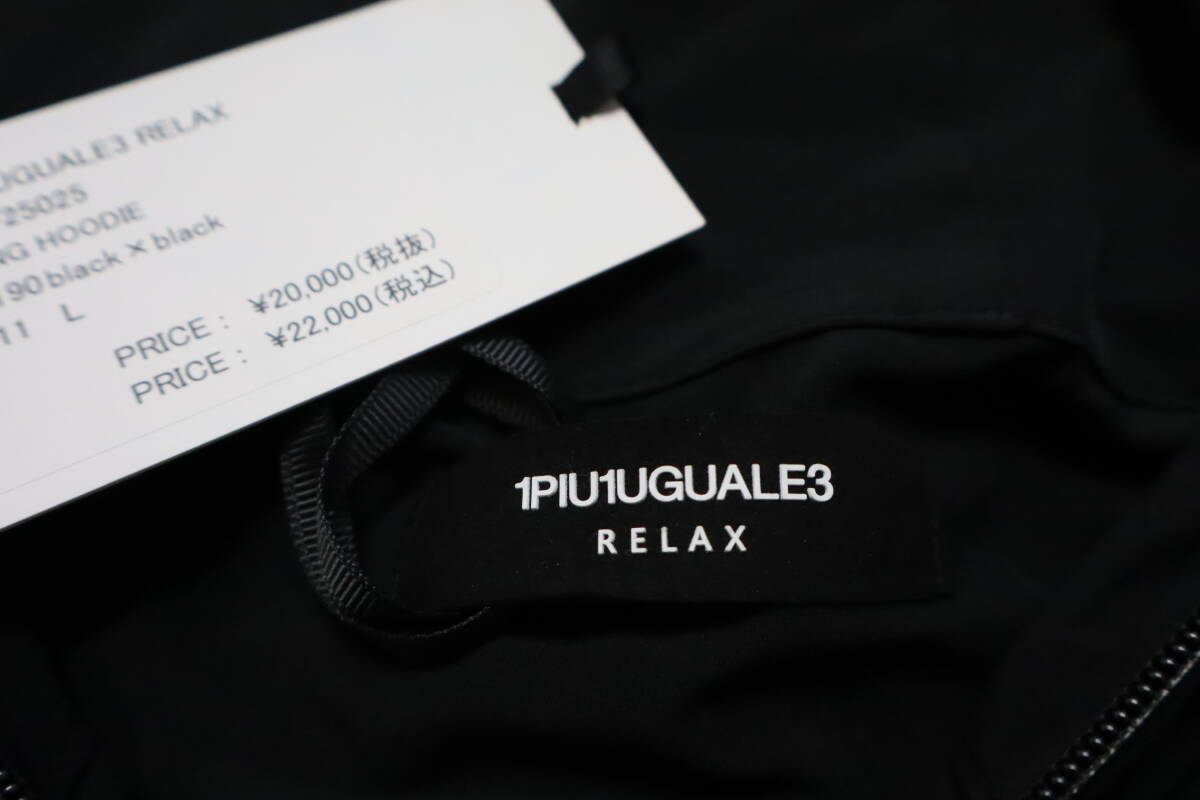 UGUALE3 RELAX
25025
NG HOODIE
190 black × black
11 L
PRICE : ¥20,000(税抜)
PRICE : ¥22,000(税込)
1PIU1UGUALE3
RELAX